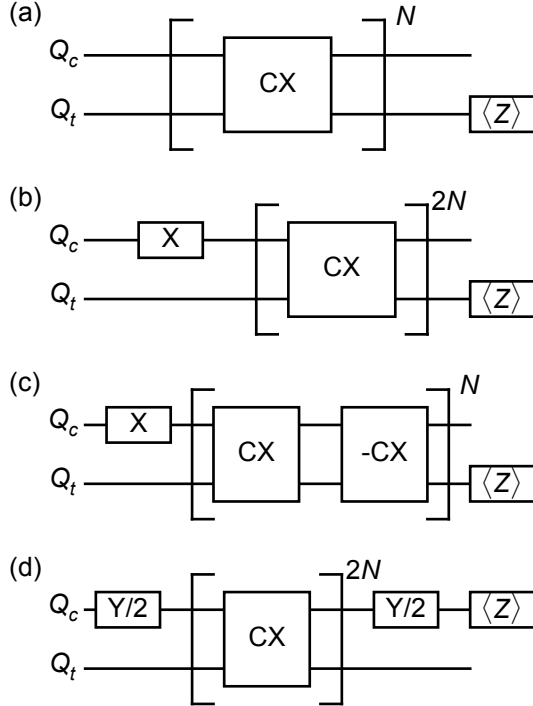 (a)
N
Q_c
CX
Q_t
⟨Z⟩
(b)
2N
Q_c
X
CX
Q_t
⟨Z⟩
(c)
N
Q_c
X
CX
-CX
Q_t
⟨Z⟩
(d)
2N
Q_c
Y/2
Y/2
⟨Z⟩
CX
Q_t